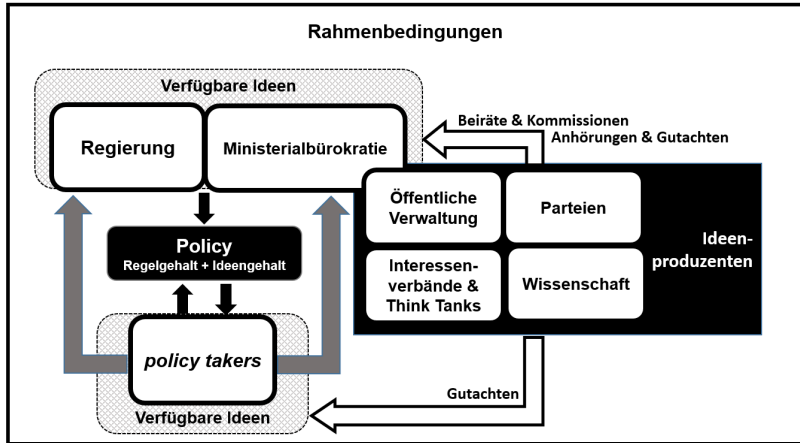 Rahmenbedingungen
Verfügbare Ideen
Regierung
Ministerialbürokratie
Beiräte & Kommissionen
Anhörungen & Gutachten
Öffentliche
Verwaltung
Parteien
Ideen-
produzenten
Interessen-
verbände &
Think Tanks
Wissenschaft
Policy
Regelgehalt + Ideengehalt
policy takers
Verfügbare Ideen
Gutachten